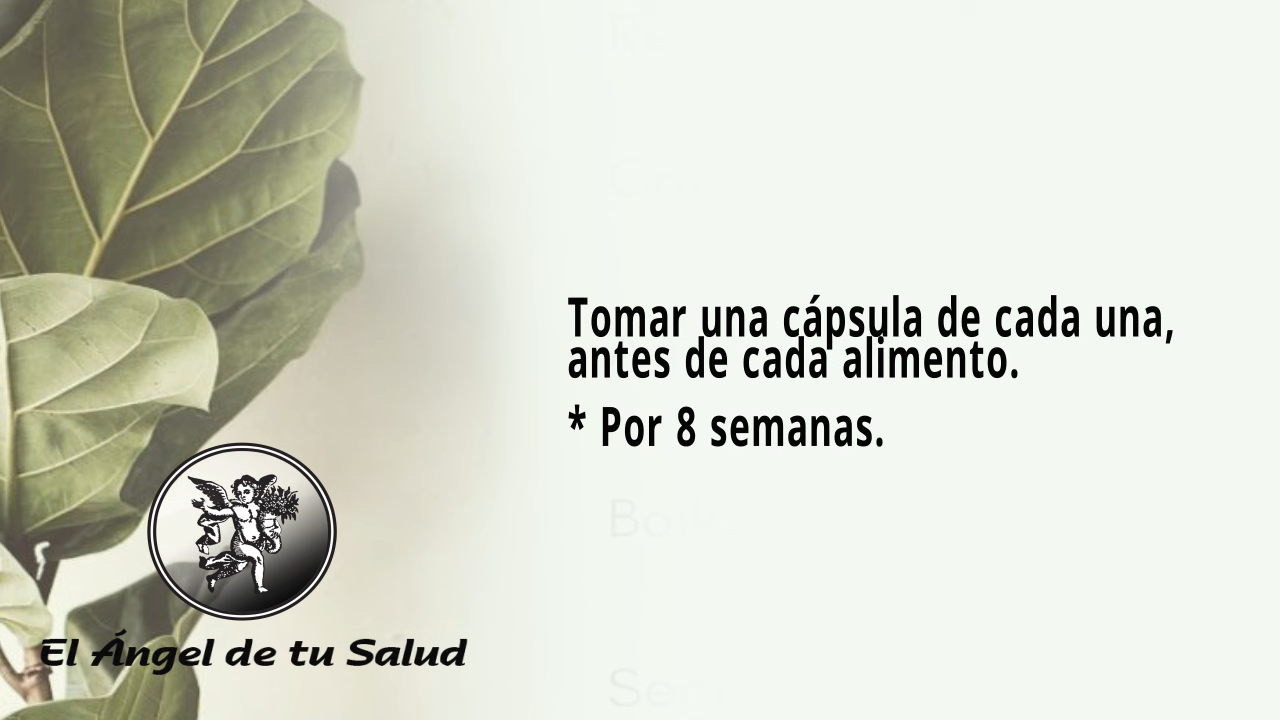 Tomar una cápsula de cada una,
antes de cada alimento.
* Por 8 semanas.
El Ángel de tu Salud